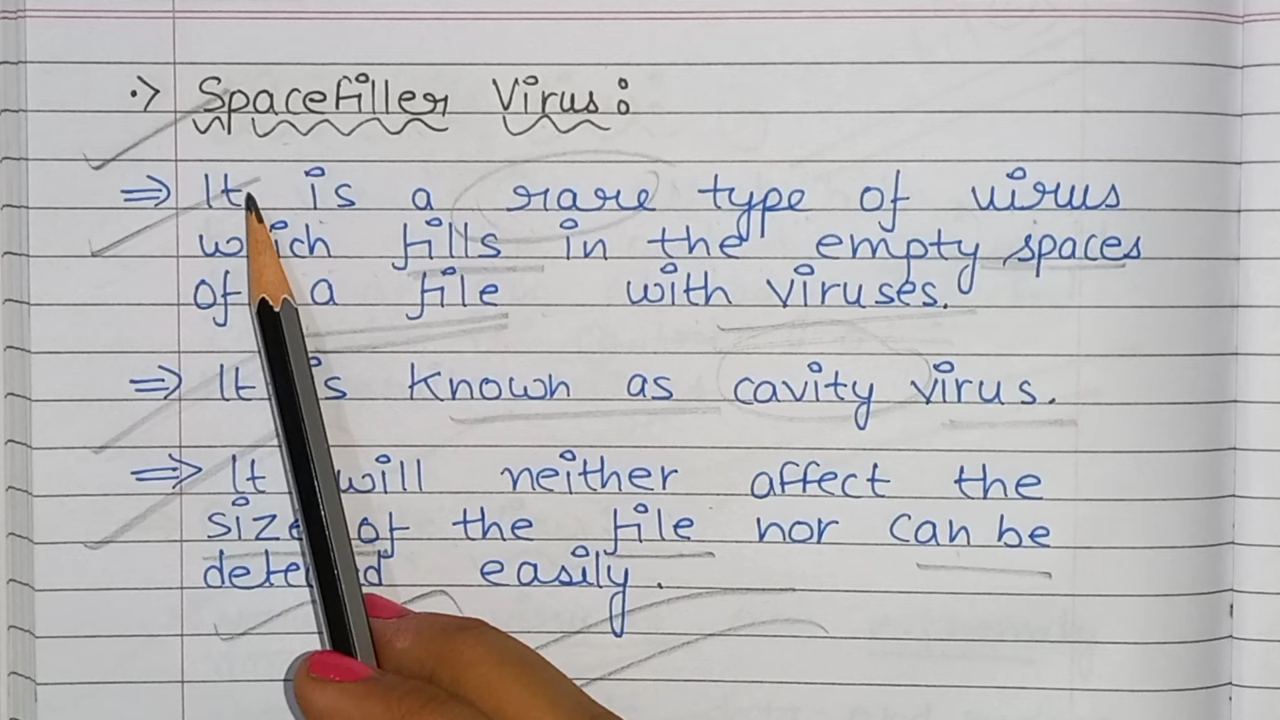 ∴> Spacefiller Virus:
⇒ It is a rare type of virus
which fills in the empty spaces
of a file with viruses.
⇒ It is known as cavity virus.
⇒ It will neither affect the
size of the file nor can be
detected easily.